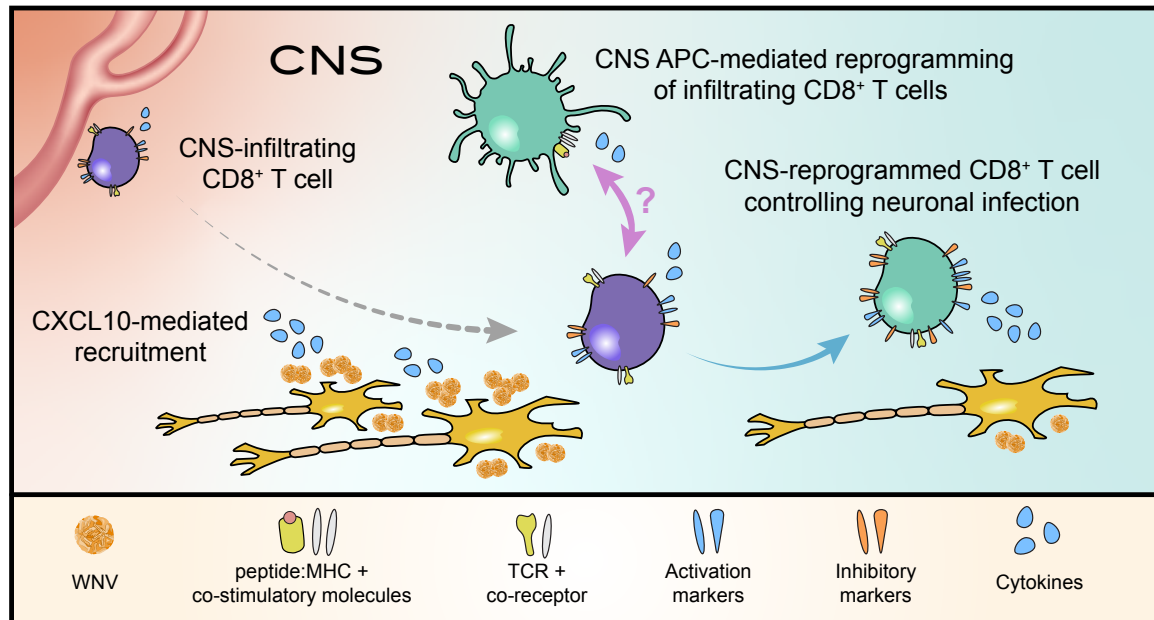 CNS
CNS APC-mediated reprogramming
of infiltrating CD8⁺ T cells
CNS-infiltrating
CD8⁺ T cell
?
CNS-reprogrammed CD8⁺ T cell
controlling neuronal infection
CXCL10-mediated
recruitment
WNV
peptide:MHC +
co-stimulatory molecules
TCR +
co-receptor
Activation
markers
Inhibitory
markers
Cytokines